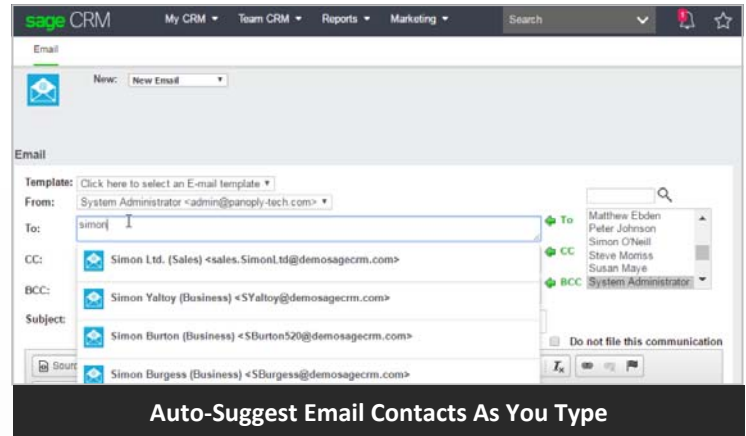 sage CRM My CRM Team CRM Reports Marketing Search 1
Email
New: New Email
Email
Template: Click here to select an E-mail template
From: System Administrator <admin@panoply-tech.com>
To: simon
To
CC:
CC
BCC:
BCC
Matthew Ebden
Peter Johnson
Simon O'Neill
Steve Morriss
Susan Maye
System Administrator
Simon Ltd. (Sales) <sales.SimonLtd@demosagecrm.com>
Simon Yaltoy (Business) <SYaltoy@demosagecrm.com>
Subject:
Simon Burton (Business) <SBurton520@demosagecrm.com>
Do not file this communication
Sourc
Simon Burgess (Business) <SBurgess@demosagecrm.com>
Auto-Suggest Email Contacts As You Type